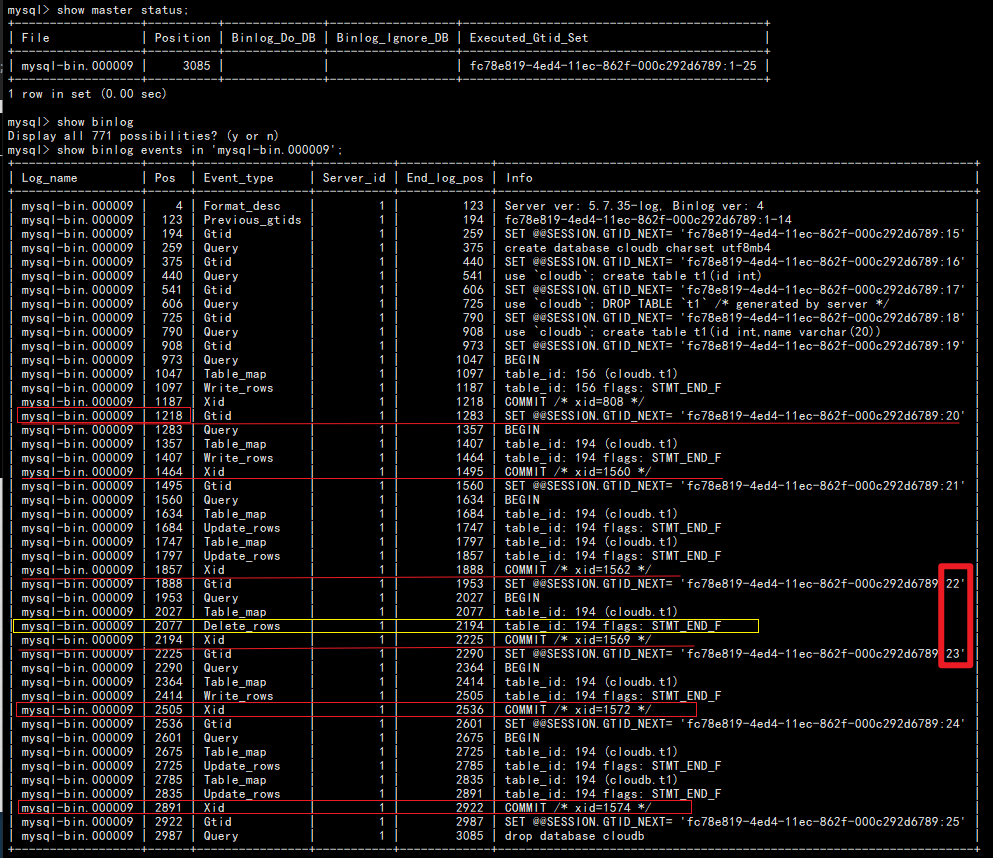 mysql> show master status;
| File | Position | Binlog_Do_DB | Binlog_Ignore_DB | Executed_Gtid_Set |
| mysql-bin.000009 | 3085 | | | fc78e819-4ed4-11ec-862f-000c292d6789:1-25 |
1 row in set (0.00 sec)
mysql> show binlog
Display all 771 possibilities? (y or n)
mysql> show binlog events in 'mysql-bin.000009';
| Log_name | Pos | Event_type | Server_id | End_log_pos | Info |
| mysql-bin.000009 | 4 | Format_desc | 1 | 123 | Server ver: 5.7.35-log, Binlog ver: 4 |
| mysql-bin.000009 | 123 | Previous_gtids | 1 | 194 | fc78e819-4ed4-11ec-862f-000c292d6789:1-14 |
| mysql-bin.000009 | 194 | Gtid | 1 | 259 | SET @@SESSION.GTID_NEXT= 'fc78e819-4ed4-11ec-862f-000c292d6789:15' |
| mysql-bin.000009 | 259 | Query | 1 | 375 | create database cloudb charset utf8mb4 |
| mysql-bin.000009 | 375 | Gtid | 1 | 440 | SET @@SESSION.GTID_NEXT= 'fc78e819-4ed4-11ec-862f-000c292d6789:16' |
| mysql-bin.000009 | 440 | Query | 1 | 541 | use `cloudb`; create table t1(id int) |
| mysql-bin.000009 | 541 | Gtid | 1 | 606 | SET @@SESSION.GTID_NEXT= 'fc78e819-4ed4-11ec-862f-000c292d6789:17' |
| mysql-bin.000009 | 606 | Query | 1 | 725 | use `cloudb`; DROP TABLE `t1` /* generated by server */ |
| mysql-bin.000009 | 725 | Gtid | 1 | 790 | SET @@SESSION.GTID_NEXT= 'fc78e819-4ed4-11ec-862f-000c292d6789:18' |
| mysql-bin.000009 | 790 | Query | 1 | 908 | use `cloudb`; create table t1(id int,name varchar(20)) |
| mysql-bin.000009 | 908 | Gtid | 1 | 973 | SET @@SESSION.GTID_NEXT= 'fc78e819-4ed4-11ec-862f-000c292d6789:19' |
| mysql-bin.000009 | 973 | Query | 1 | 1047 | BEGIN |
| mysql-bin.000009 | 1047 | Table_map | 1 | 1097 | table_id: 156 (cloudb.t1) |
| mysql-bin.000009 | 1097 | Write_rows | 1 | 1187 | table_id: 156 flags: STMT_END_F |
| mysql-bin.000009 | 1187 | Xid | 1 | 1218 | COMMIT /* xid=808 */ |
| mysql-bin.000009 | 1218 | Gtid | 1 | 1283 | SET @@SESSION.GTID_NEXT= 'fc78e819-4ed4-11ec-862f-000c292d6789:20' |
| mysql-bin.000009 | 1283 | Query | 1 | 1357 | BEGIN |
| mysql-bin.000009 | 1357 | Table_map | 1 | 1407 | table_id: 194 (cloudb.t1) |
| mysql-bin.000009 | 1407 | Write_rows | 1 | 1464 | table_id: 194 flags: STMT_END_F |
| mysql-bin.000009 | 1464 | Xid | 1 | 1495 | COMMIT /* xid=1560 */ |
| mysql-bin.000009 | 1495 | Gtid | 1 | 1560 | SET @@SESSION.GTID_NEXT= 'fc78e819-4ed4-11ec-862f-000c292d6789:21' |
| mysql-bin.000009 | 1560 | Query | 1 | 1634 | BEGIN |
| mysql-bin.000009 | 1634 | Table_map | 1 | 1684 | table_id: 194 (cloudb.t1) |
| mysql-bin.000009 | 1684 | Update_rows | 1 | 1747 | table_id: 194 flags: STMT_END_F |
| mysql-bin.000009 | 1747 | Table_map | 1 | 1797 | table_id: 194 (cloudb.t1) |
| mysql-bin.000009 | 1797 | Update_rows | 1 | 1857 | table_id: 194 flags: STMT_END_F |
| mysql-bin.000009 | 1857 | Xid | 1 | 1888 | COMMIT /* xid=1562 */ |
| mysql-bin.000009 | 1888 | Gtid | 1 | 1953 | SET @@SESSION.GTID_NEXT= 'fc78e819-4ed4-11ec-862f-000c292d6789:22' |
| mysql-bin.000009 | 1953 | Query | 1 | 2027 | BEGIN |
| mysql-bin.000009 | 2027 | Table_map | 1 | 2077 | table_id: 194 (cloudb.t1) |
| mysql-bin.000009 | 2077 | Delete_rows | 1 | 2194 | table_id: 194 flags: STMT_END_F |
| mysql-bin.000009 | 2194 | Xid | 1 | 2225 | COMMIT /* xid=1569 */ |
| mysql-bin.000009 | 2225 | Gtid | 1 | 2290 | SET @@SESSION.GTID_NEXT= 'fc78e819-4ed4-11ec-862f-000c292d6789:23' |
| mysql-bin.000009 | 2290 | Query | 1 | 2364 | BEGIN |
| mysql-bin.000009 | 2364 | Table_map | 1 | 2414 | table_id: 194 (cloudb.t1) |
| mysql-bin.000009 | 2414 | Write_rows | 1 | 2505 | table_id: 194 flags: STMT_END_F |
| mysql-bin.000009 | 2505 | Xid | 1 | 2536 | COMMIT /* xid=1572 */ |
| mysql-bin.000009 | 2536 | Gtid | 1 | 2601 | SET @@SESSION.GTID_NEXT= 'fc78e819-4ed4-11ec-862f-000c292d6789:24' |
| mysql-bin.000009 | 2601 | Query | 1 | 2675 | BEGIN |
| mysql-bin.000009 | 2675 | Table_map | 1 | 2725 | table_id: 194 (cloudb.t1) |
| mysql-bin.000009 | 2725 | Update_rows | 1 | 2785 | table_id: 194 flags: STMT_END_F |
| mysql-bin.000009 | 2785 | Table_map | 1 | 2835 | table_id: 194 (cloudb.t1) |
| mysql-bin.000009 | 2835 | Update_rows | 1 | 2891 | table_id: 194 flags: STMT_END_F |
| mysql-bin.000009 | 2891 | Xid | 1 | 2922 | COMMIT /* xid=1574 */ |
| mysql-bin.000009 | 2922 | Gtid | 1 | 2987 | SET @@SESSION.GTID_NEXT= 'fc78e819-4ed4-11ec-862f-000c292d6789:25' |
| mysql-bin.000009 | 2987 | Query | 1 | 3085 | drop database cloudb |